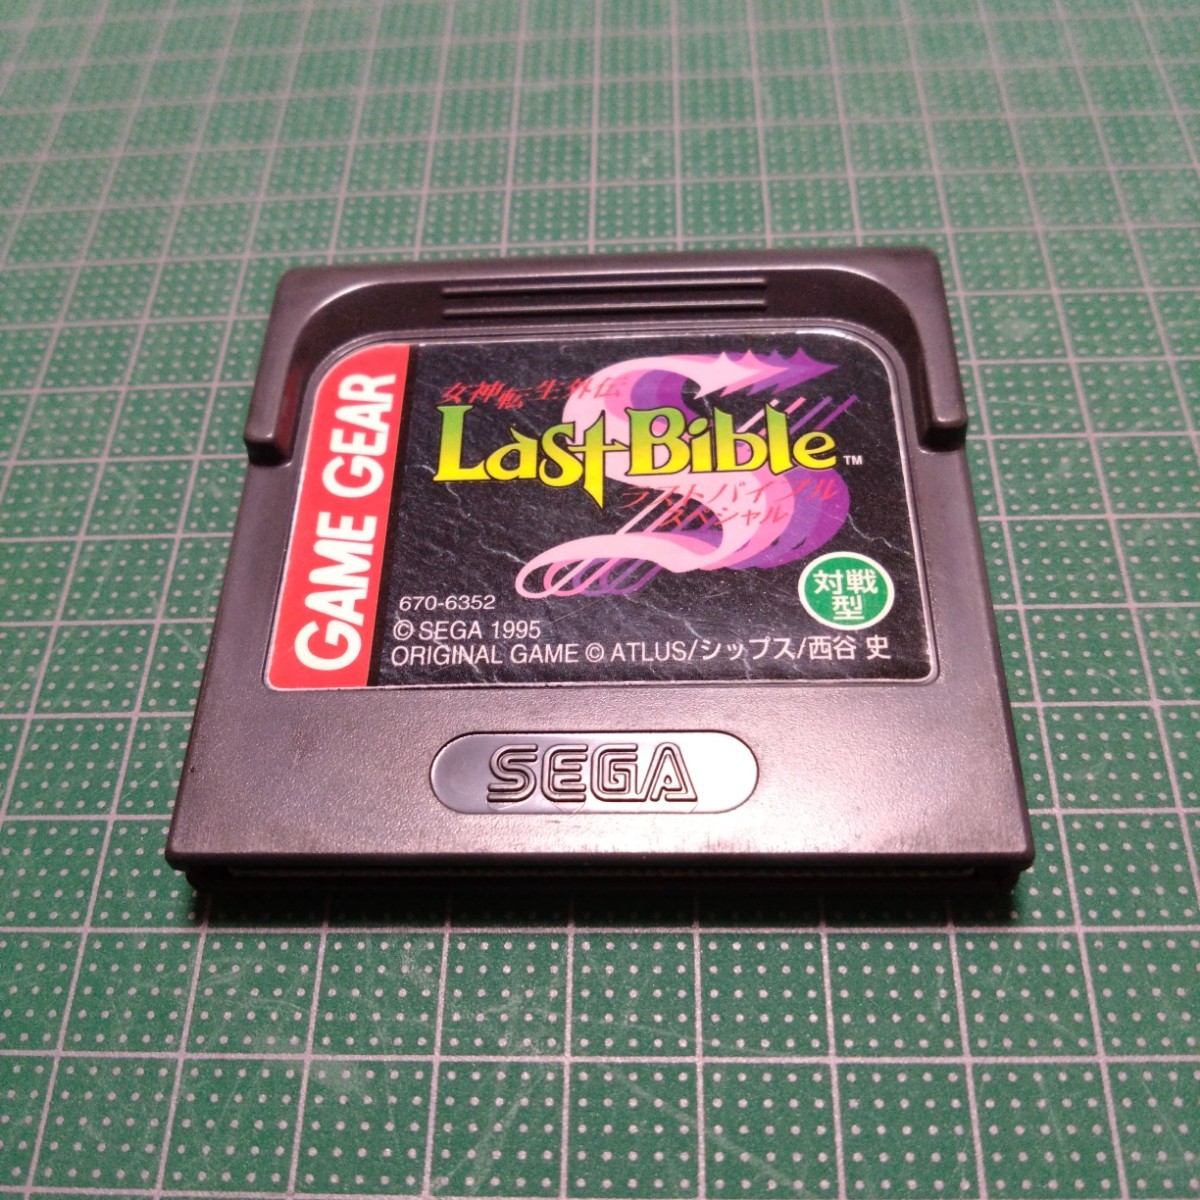 GAME GEAR
女神転生外伝
Last Bible™
ラストバイブル
スペシャル
対戦
型
670-6352
© SEGA 1995
ORIGINAL GAME © ATLUS/シップス/西谷 史
SEGA